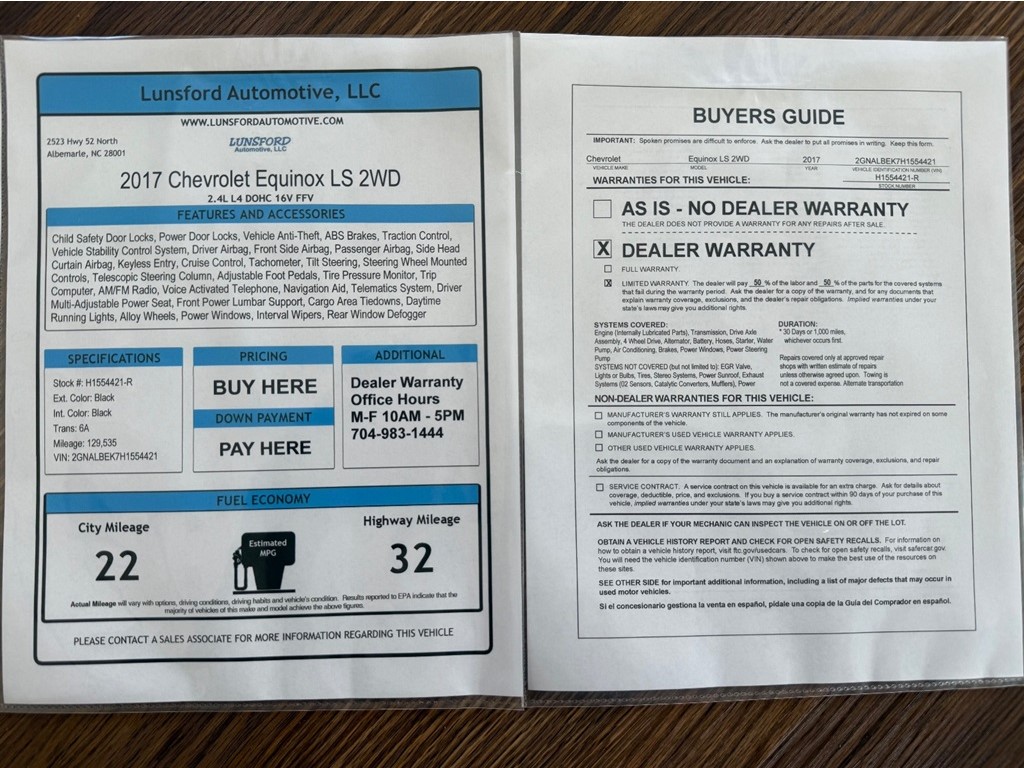 Lunsford Automotive, LLC
WWW.LUNSFORDAUTOMOTIVE.COM
2523 Hwy 52 North
Albemarle, NC 28001
LUNSFORD
Automotive, LLC
2017 Chevrolet Equinox LS 2WD
2.4L L4 DOHC 16V FFV
FEATURES AND ACCESSORIES
Child Safety Door Locks, Power Door Locks, Vehicle Anti-Theft, ABS Brakes, Traction Control,
Vehicle Stability Control System, Driver Airbag, Front Side Airbag, Passenger Airbag, Side Head
Curtain Airbag, Keyless Entry, Cruise Control, Tachometer, Tilt Steering, Steering Wheel Mounted
Controls, Telescopic Steering Column, Adjustable Foot Pedals, Tire Pressure Monitor, Trip
Computer, AM/FM Radio, Voice Activated Telephone, Navigation Aid, Telematics System, Driver
Multi-Adjustable Power Seat, Front Power Lumbar Support, Cargo Area Tiedowns, Daytime
Running Lights, Alloy Wheels, Power Windows, Interval Wipers, Rear Window Defogger
SPECIFICATIONS
Stock #: H1554421-R
Ext. Color: Black
Int. Color: Black
Trans: 6A
Mileage: 129,535
VIN: 2GNALBEK7H1554421
PRICING
BUY HERE
DOWN PAYMENT
PAY HERE
ADDITIONAL
Dealer Warranty
Office Hours
M-F 10AM - 5PM
704-983-1444
FUEL ECONOMY
City Mileage
22
Estimated
MPG
Highway Mileage
32
Actual Mileage will vary with options, driving conditions, driving habits and vehicle's condition. Results reported to EPA indicate that the
majority of vehicles of this make and model achieve the above figures.
PLEASE CONTACT A SALES ASSOCIATE FOR MORE INFORMATION REGARDING THIS VEHICLE
BUYERS GUIDE
IMPORTANT: Spoken promises are difficult to enforce. Ask the dealer to put all promises in writing. Keep this form.
Chevrolet Equinox LS 2WD 2017 2GNALBEK7H1554421
VEHICLE MAKE MODEL YEAR VEHICLE IDENTIFICATION NUMBER (VIN)
H1554421-R
STOCK NUMBER
WARRANTIES FOR THIS VEHICLE:
AS IS - NO DEALER WARRANTY
THE DEALER DOES NOT PROVIDE A WARRANTY FOR ANY REPAIRS AFTER SALE.
X DEALER WARRANTY
FULL WARRANTY.
X LIMITED WARRANTY. The dealer will pay 50 % of the labor and 50 % of the parts for the covered systems
that fail during the warranty period. Ask the dealer for a copy of the warranty, and for any documents that
explain warranty coverage, exclusions, and the dealer's repair obligations. Implied warranties under your
state's laws may give you additional rights.
SYSTEMS COVERED:
Engine (Internally Lubricated Parts), Transmission, Drive Axle
Assembly, 4 Wheel Drive, Alternator, Battery, Hoses, Starter, Water
Pump, Air Conditioning, Brakes, Power Windows, Power Steering
Pump
SYSTEMS NOT COVERED (but not limited to): EGR Valve,
Lights or Bulbs, Tires, Stereo Systems, Power Sunroof, Exhaust
Systems (02 Sensors, Catalytic Converters, Mufflers), Power
DURATION:
* 30 Days or 1,000 miles,
whichever occurs first.
Repairs covered only at approved repair
shops with written estimate of repairs
unless otherwise agreed upon. Towing is
not a covered expense. Alternate transportation
NON-DEALER WARRANTIES FOR THIS VEHICLE:
MANUFACTURER'S WARRANTY STILL APPLIES. The manufacturer's original warranty has not expired on some
components of the vehicle.
MANUFACTURER'S USED VEHICLE WARRANTY APPLIES.
OTHER USED VEHICLE WARRANTY APPLIES.
Ask the dealer for a copy of the warranty document and an explanation of warranty coverage, exclusions, and repair
obligations.
SERVICE CONTRACT. A service contract on this vehicle is available for an extra charge. Ask for details about
coverage, deductible, price, and exclusions. If you buy a service contract within 90 days of your purchase of this
vehicle, implied warranties under your state's laws may give you additional rights.
ASK THE DEALER IF YOUR MECHANIC CAN INSPECT THE VEHICLE ON OR OFF THE LOT.
OBTAIN A VEHICLE HISTORY REPORT AND CHECK FOR OPEN SAFETY RECALLS. For information on
how to obtain a vehicle history report, visit ftc.gov/usedcars. To check for open safety recalls, visit safercar.gov.
You will need the vehicle identification number (VIN) shown above to make the best use of the resources on
these sites.
SEE OTHER SIDE for important additional information, including a list of major defects that may occur in
used motor vehicles.
Si el concesionario gestiona la venta en español, pídale una copia de la Guía del Comprador en español.